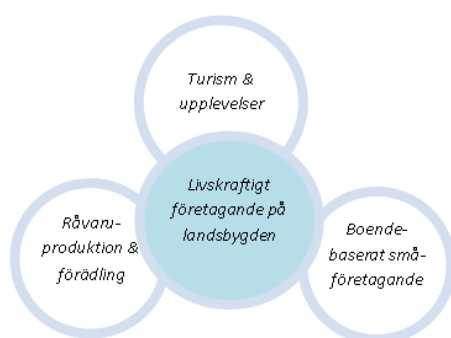 Turism &
upplevelser
Livskraftigt
företagande på
landsbygden
Råvaru-
produktion &
förädling
Boende-
baserat små-
företagande